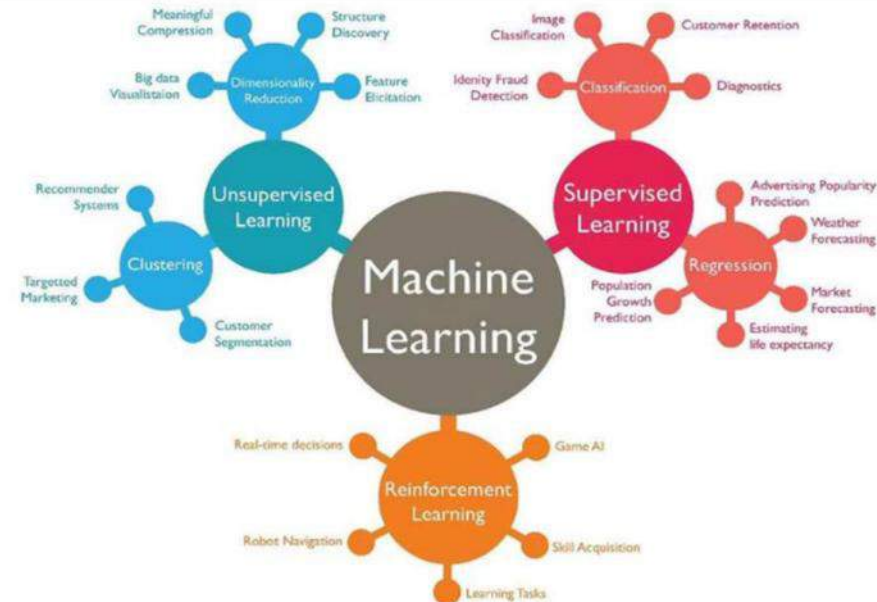 Meaningful
Compression
Structure
Discovery
Big data
Visualistaion
Dimensionality
Reduction
Feature
Elicitation
Unsupervised
Learning
Recommender
Systems
Clustering
Targetted
Marketing
Customer
Segmentation
Image
Classification
Customer Retention
Idenity Fraud
Detection
Classification
Diagnostics
Supervised
Learning
Advertising Popularity
Prediction
Weather
Forecasting
Regression
Population
Growth
Prediction
Market
Forecasting
Estimating
life expectancy
Machine
Learning
Real-time decisions
Game AI
Reinforcement
Learning
Robot Navigation
Skill Acquisition
Learning Tasks